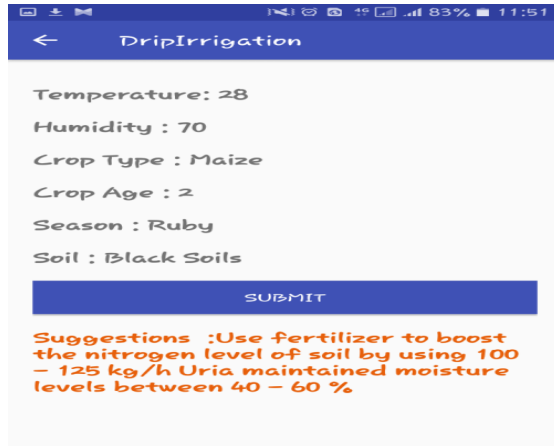 83% 11:51
DripIrrigation
Temperature: 28
Humidity : 70
Crop Type : Maize
Crop Age : 2
Season : Ruby
Soil : Black Soils
SUBMIT
Suggestions :Use fertilizer to boost
the nitrogen level of soil by using 100
- 125 kg/h Uria maintained moisture
levels between 40 - 60 %